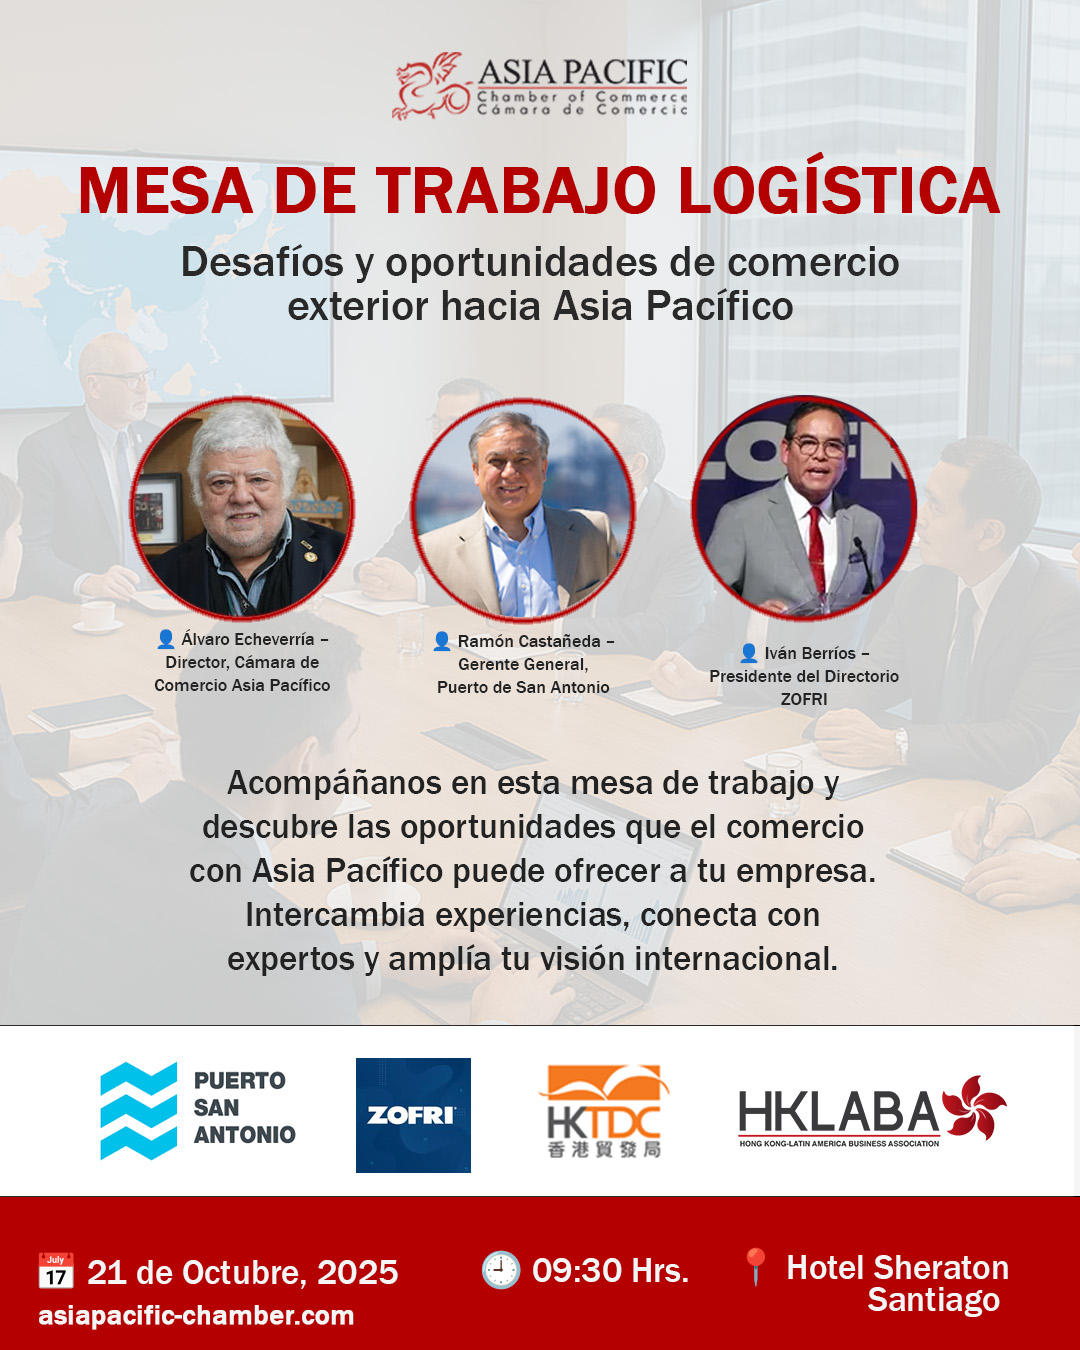 ASIA PACIFIC
Chamber of Commerce
Cámara de Comercio
MESA DE TRABAJO LOGÍSTICA
Desafíos y oportunidades de comercio
exterior hacia Asia Pacífico
ZOFRI
Álvaro Echeverría –
Director, Cámara de
Comercio Asia Pacífico
Ramón Castañeda –
Gerente General,
Puerto de San Antonio
Iván Berríos –
Presidente del Directorio
ZOFRI
Acompáñanos en esta mesa de trabajo y
descubre las oportunidades que el comercio
con Asia Pacífico puede ofrecer a tu empresa.
Intercambia experiencias, conecta con
expertos y amplía tu visión internacional.
PUERTO
SAN
ANTONIO
ZOFRI
HKTDC
香港貿發局
HKLABA
HONG KONG-LATIN AMERICA BUSINESS ASSOCIATION
July
17
21 de Octubre, 2025
09:30 Hrs.
Hotel Sheraton
Santiago
asiapacific-chamber.com